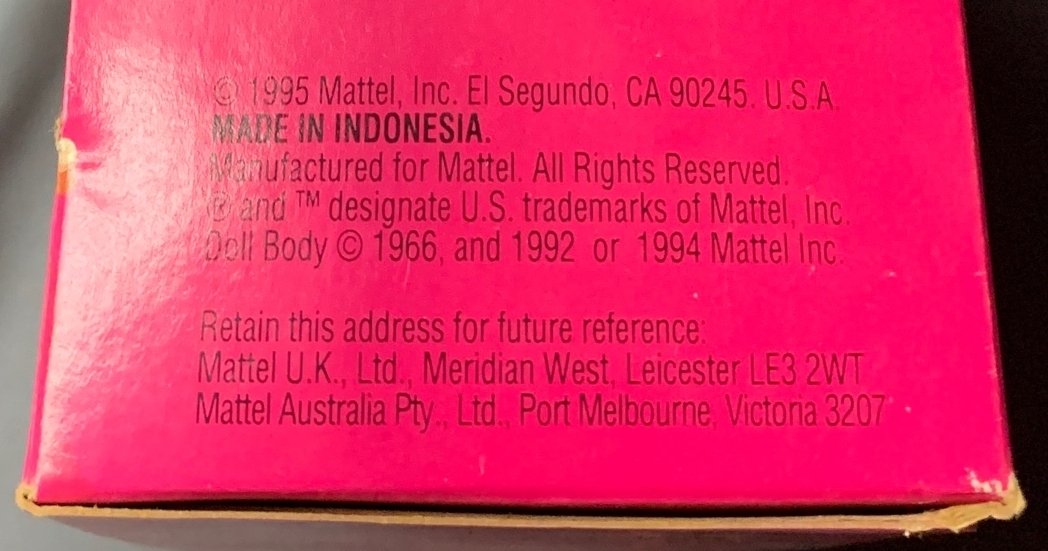 © 1995 Mattel, Inc. El Segundo, CA 90245. U.S.A.
MADE IN INDONESIA.
Manufactured for Mattel. All Rights Reserved.
® and ™ designate U.S. trademarks of Mattel, Inc.
Doll Body © 1966, and 1992 or 1994 Mattel Inc.
Retain this address for future reference:
Mattel U.K., Ltd., Meridian West, Leicester LE3 2WT
Mattel Australia Pty., Ltd., Port Melbourne, Victoria 3207